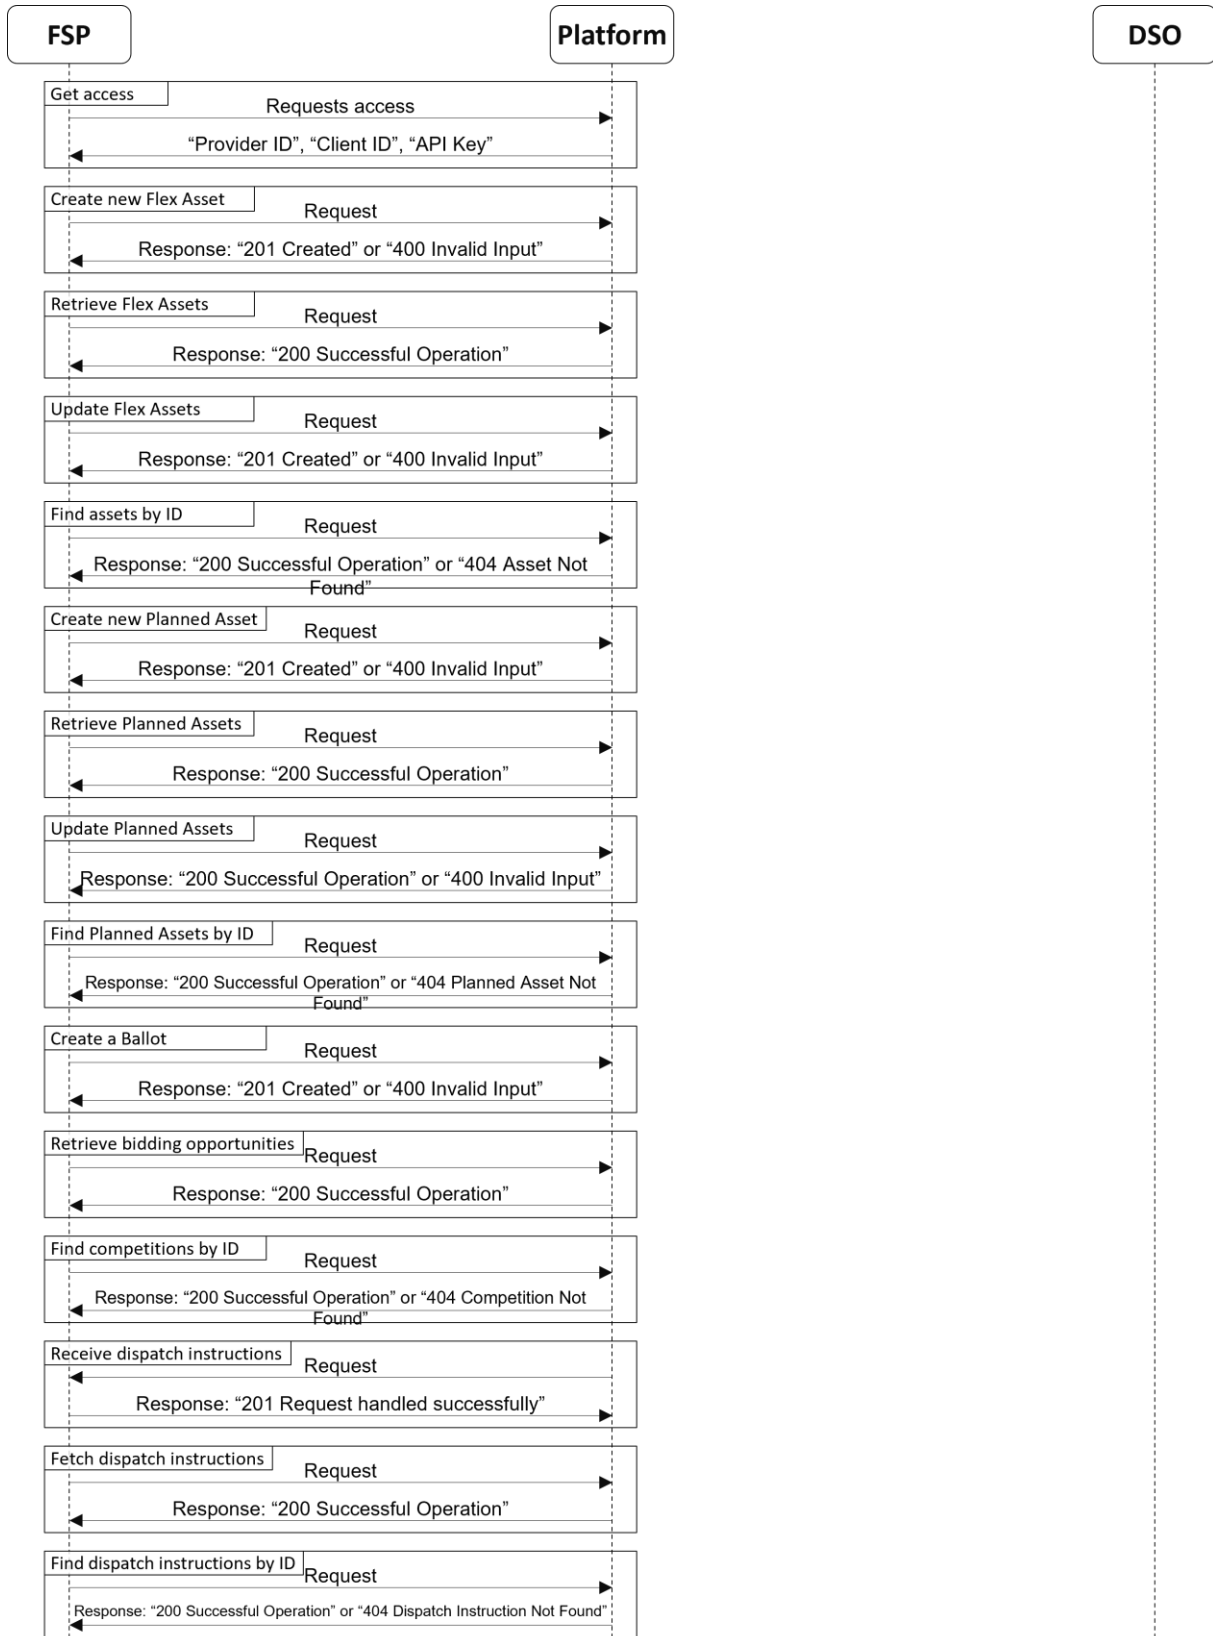 FSP
Platform
DSO
Get access
Requests access
“Provider ID”, “Client ID”, “API Key”
Create new Flex Asset
Request
Response: “201 Created” or “400 Invalid Input”
Retrieve Flex Assets
Request
Response: “200 Successful Operation”
Update Flex Assets
Request
Response: “201 Created” or “400 Invalid Input”
Find assets by ID
Request
Response: “200 Successful Operation” or “404 Asset Not
Found”
Create new Planned Asset
Request
Response: “201 Created” or “400 Invalid Input”
Retrieve Planned Assets
Request
Response: “200 Successful Operation”
Update Planned Assets
Request
Response: “200 Successful Operation” or “400 Invalid Input”
Find Planned Assets by ID
Request
Response: “200 Successful Operation” or “404 Planned Asset Not
Found”
Create a Ballot
Request
Response: “201 Created” or “400 Invalid Input”
Retrieve bidding opportunities
Request
Response: “200 Successful Operation”
Find competitions by ID
Request
Response: “200 Successful Operation” or “404 Competition Not
Found”
Receive dispatch instructions
Request
Response: “201 Request handled successfully”
Fetch dispatch instructions
Request
Response: “200 Successful Operation”
Find dispatch instructions by ID
Request
Response: “200 Successful Operation” or “404 Dispatch Instruction Not Found”